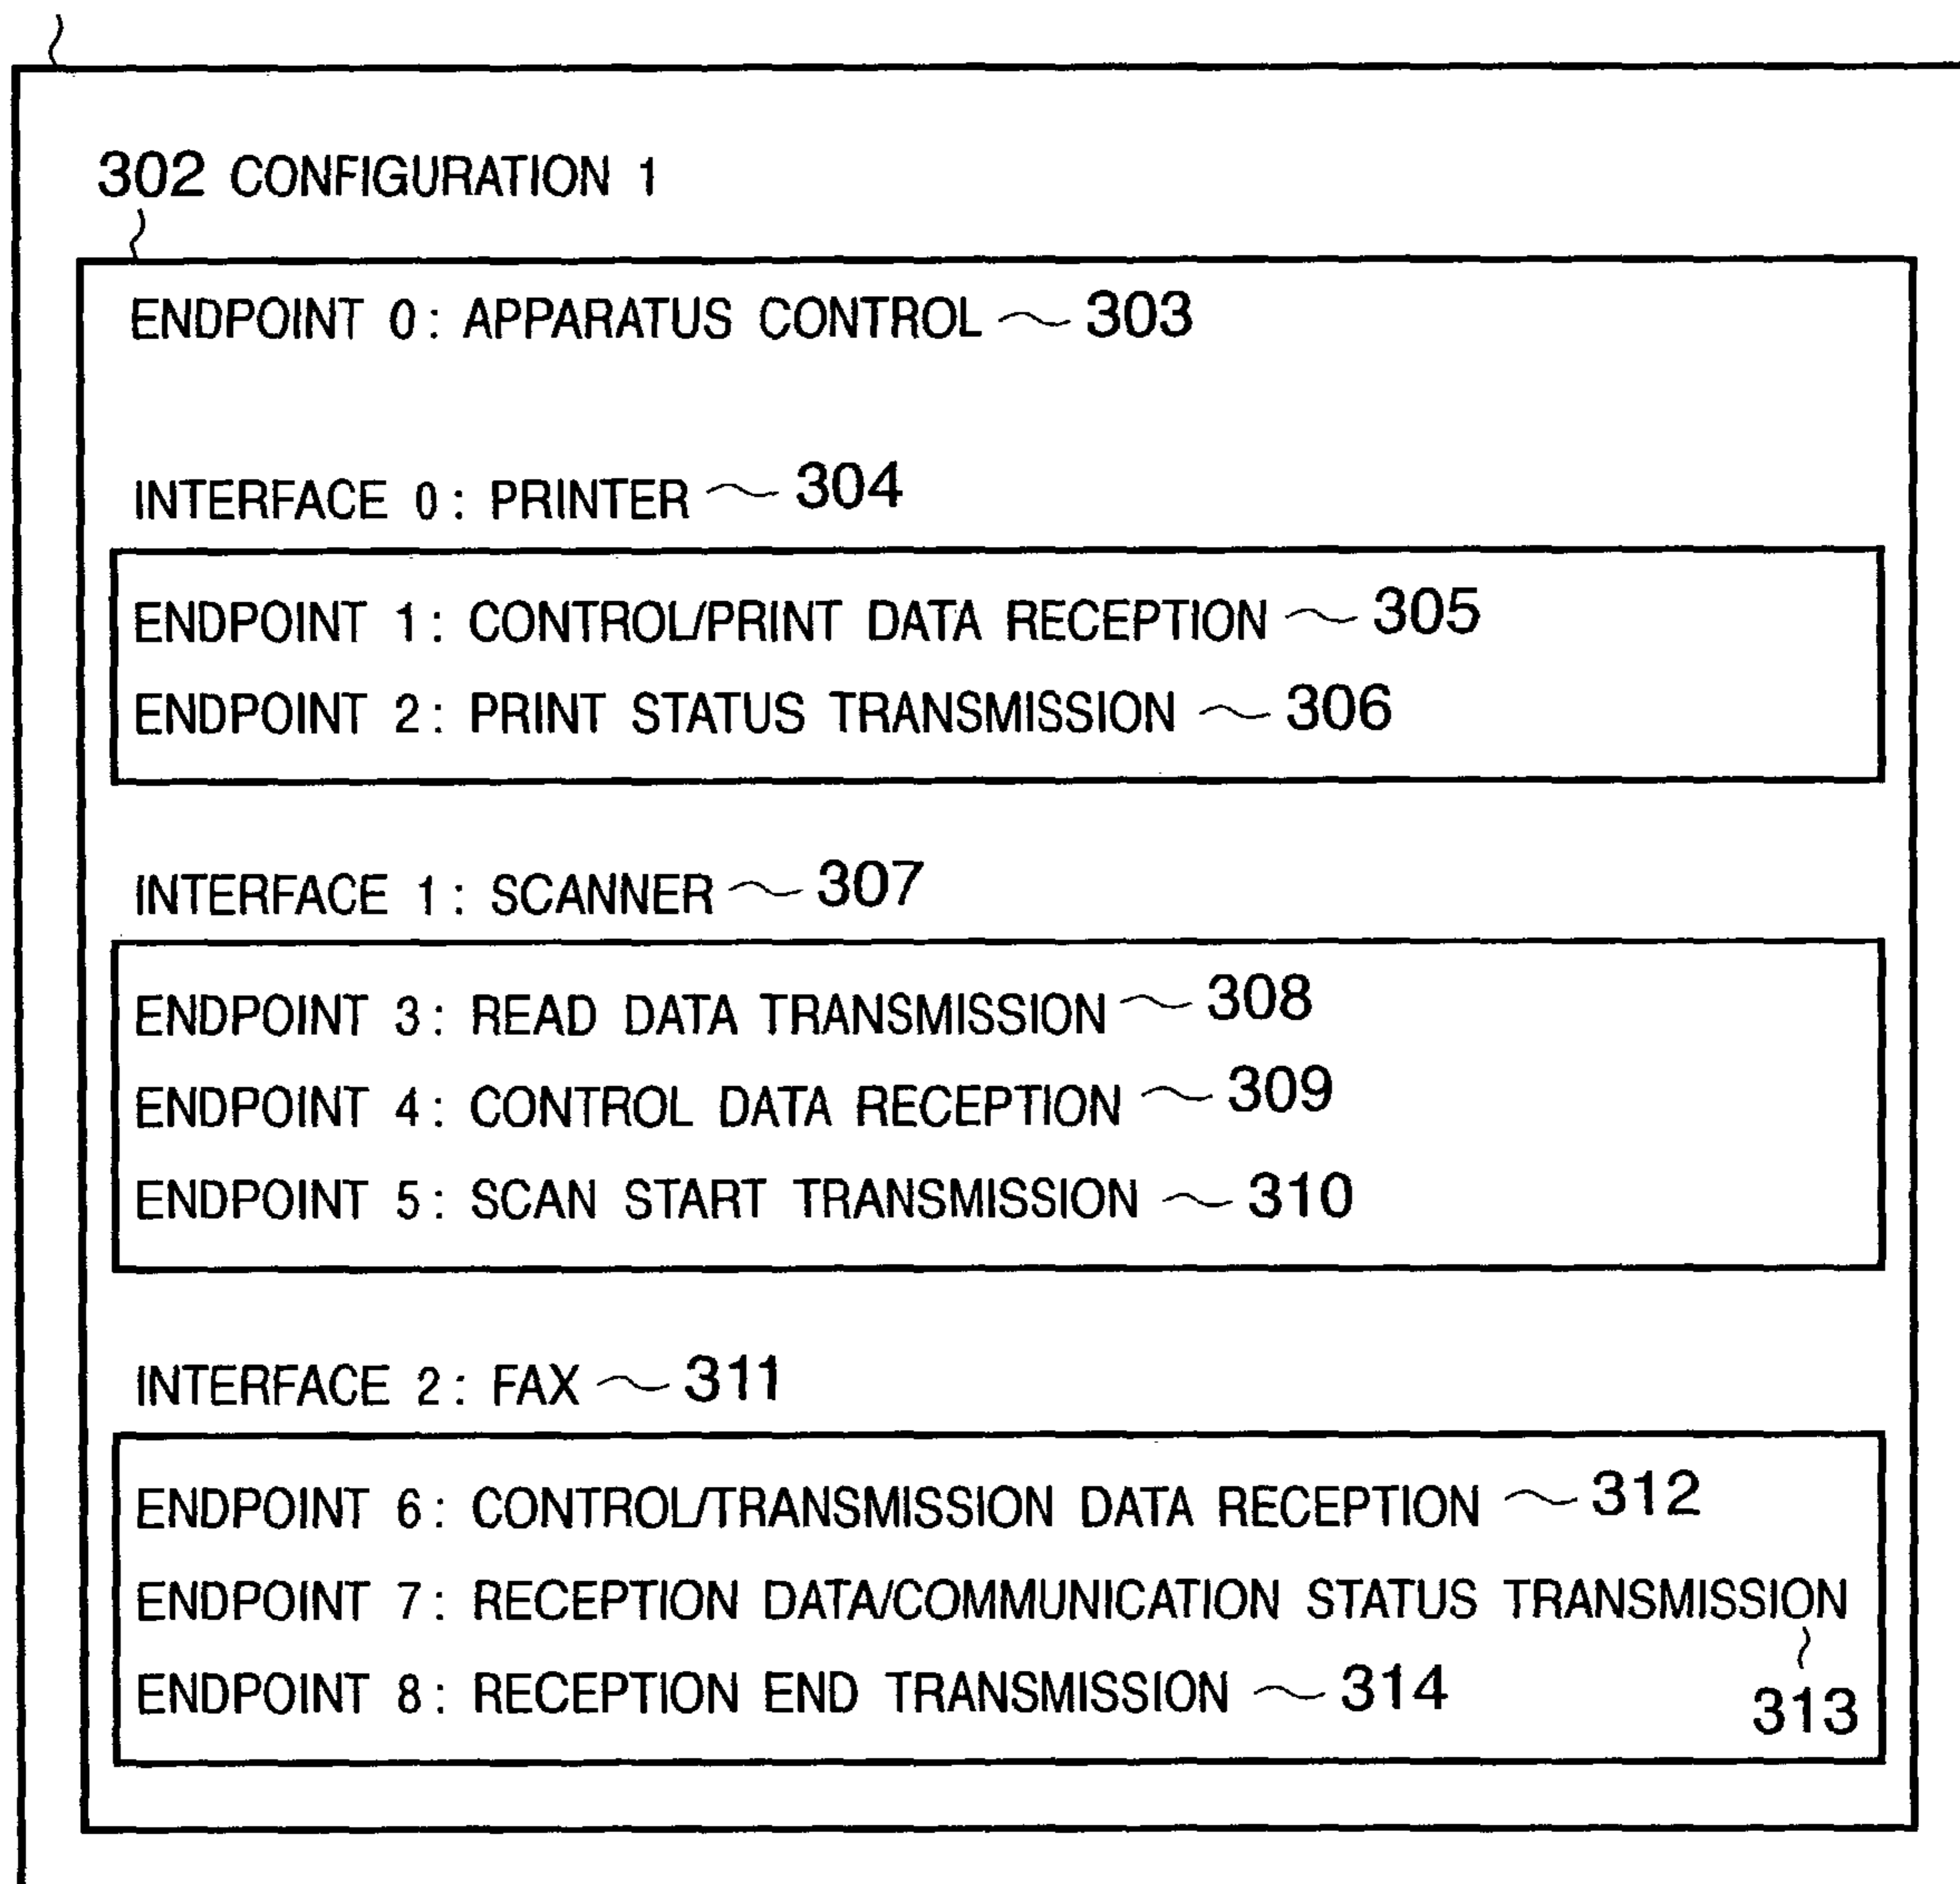 302 CONFIGURATION 1
ENDPOINT 0: APPARATUS CONTROL 303
INTERFACE 0: PRINTER 304
ENDPOINT 1: CONTROL/PRINT DATA RECEPTION 305
ENDPOINT 2: PRINT STATUS TRANSMISSION 306
INTERFACE 1: SCANNER 307
ENDPOINT 3: READ DATA TRANSMISSION 308
ENDPOINT 4: CONTROL DATA RECEPTION 309
ENDPOINT 5: SCAN START TRANSMISSION 310
INTERFACE 2: FAX 311
ENDPOINT 6: CONTROL/TRANSMISSION DATA RECEPTION 312
ENDPOINT 7: RECEPTION DATA/COMMUNICATION STATUS TRANSMISSION
ENDPOINT 8: RECEPTION END TRANSMISSION 314
313